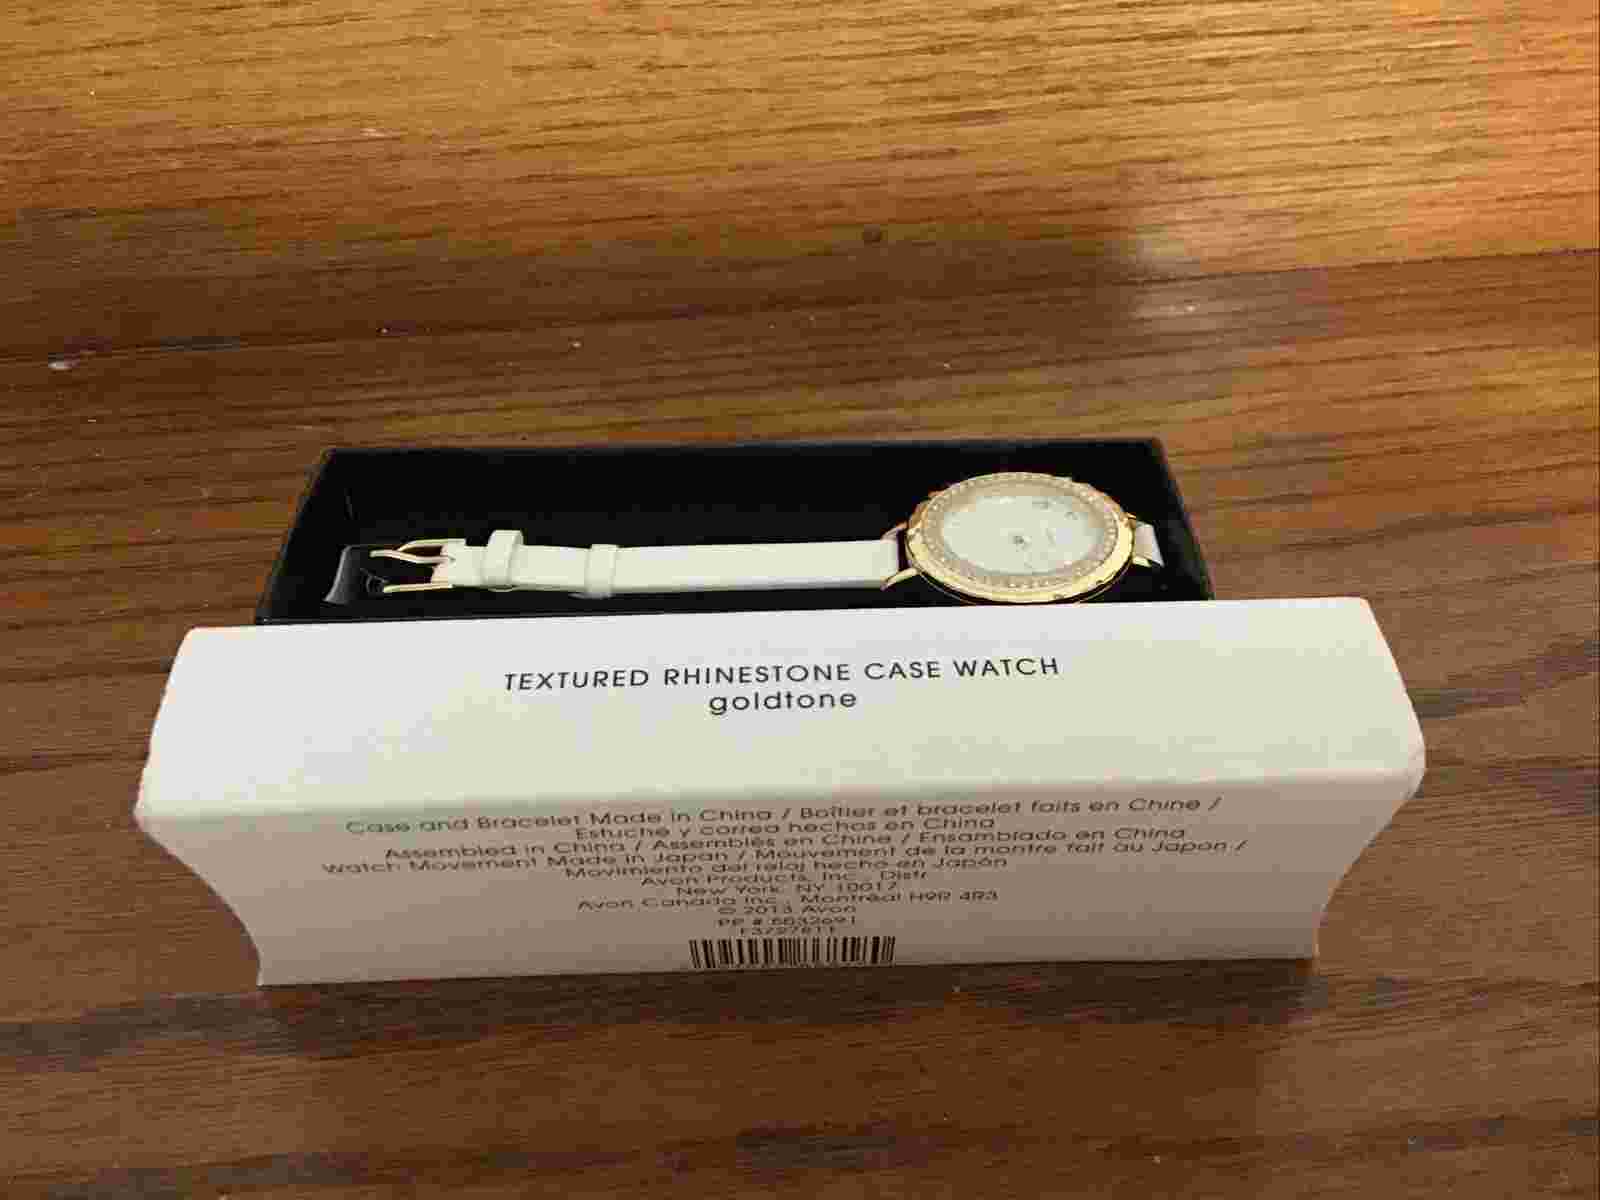 TEXTURED RHINESTONE CASE WATCH
goldtone
Case and Bracelet Made in China / Boîtier et bracelet faits en Chine /
Estuche y correa hechos en China
Assembled in China / Assemblés en Chine / Ensamblado en China
Watch Movement Made in Japan / Mouvement de la montre fait au Japon /
Movimiento del reloj hecho en Japón
Avon Products, Inc., Distr.
New York, NY 10017
Avon Canada Inc., Montréal H9R 4R3
© 2013 Avon
PP #